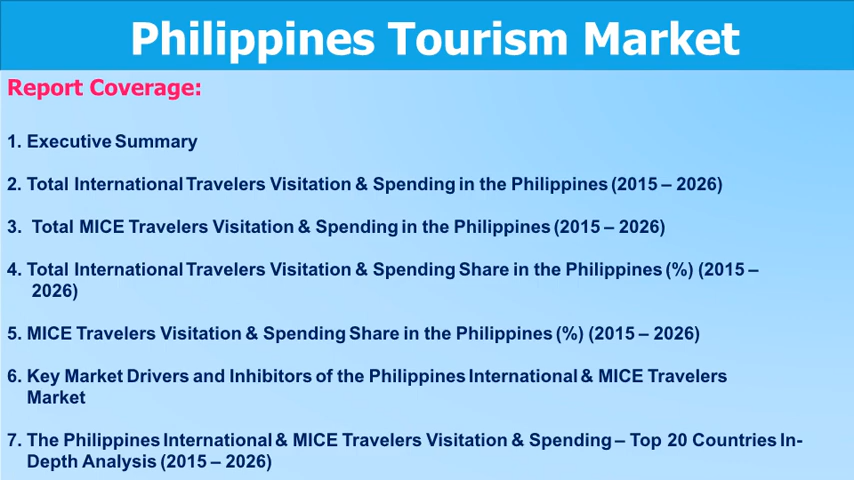 Philippines Tourism Market
Report Coverage:
1. Executive Summary
2. Total International Travelers Visitation & Spending in the Philippines (2015 – 2026)
3. Total MICE Travelers Visitation & Spending in the Philippines (2015 – 2026)
4. Total International Travelers Visitation & Spending Share in the Philippines (%) (2015 –
2026)
5. MICE Travelers Visitation & Spending Share in the Philippines (%) (2015 – 2026)
6. Key Market Drivers and Inhibitors of the Philippines International & MICE Travelers
Market
7. The Philippines International & MICE Travelers Visitation & Spending – Top 20 Countries In-
Depth Analysis (2015 – 2026)